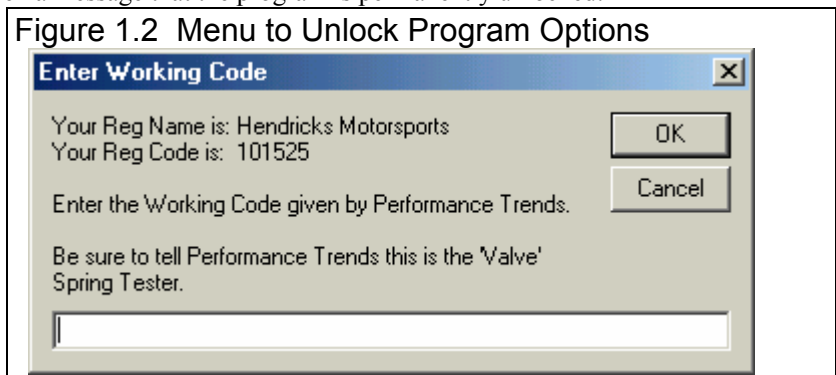 Figure 1.2 Menu to Unlock Program Options
Enter Working Code
Your Reg Name is: Hendricks Motorsports
Your Reg Code is: 101525
OK
Cancel
Enter the Working Code given by Performance Trends.
Be sure to tell Performance Trends this is the 'Valve'
Spring Tester.